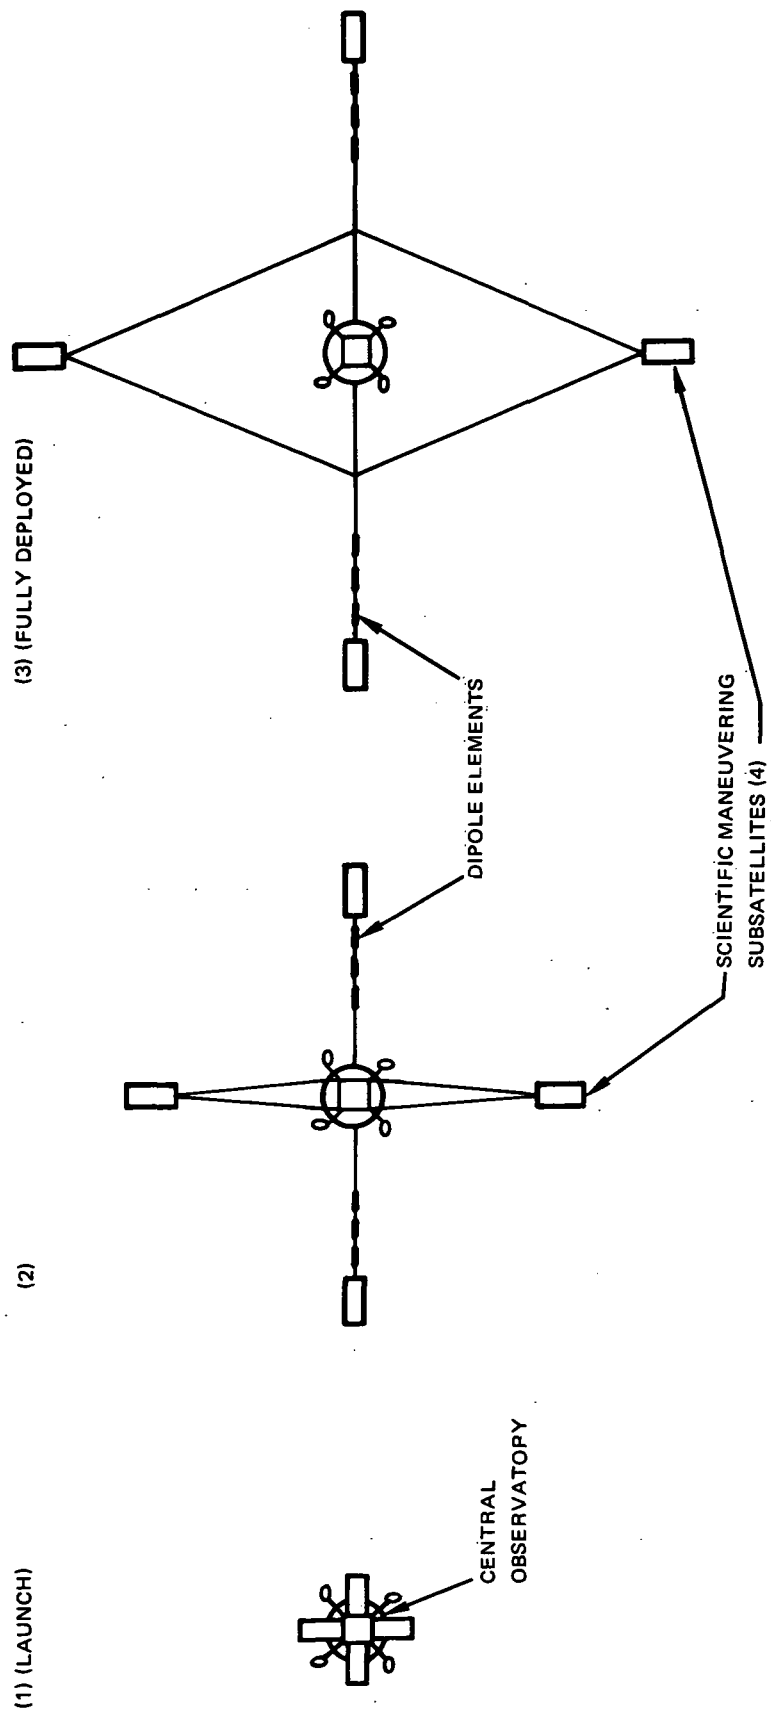 (1) (LAUNCH)
(2)
(3) (FULLY DEPLOYED)
CENTRAL
OBSERVATORY
DIPOLE ELEMENTS
SCIENTIFIC MANEUVERING
SUBSATELLITES (4)